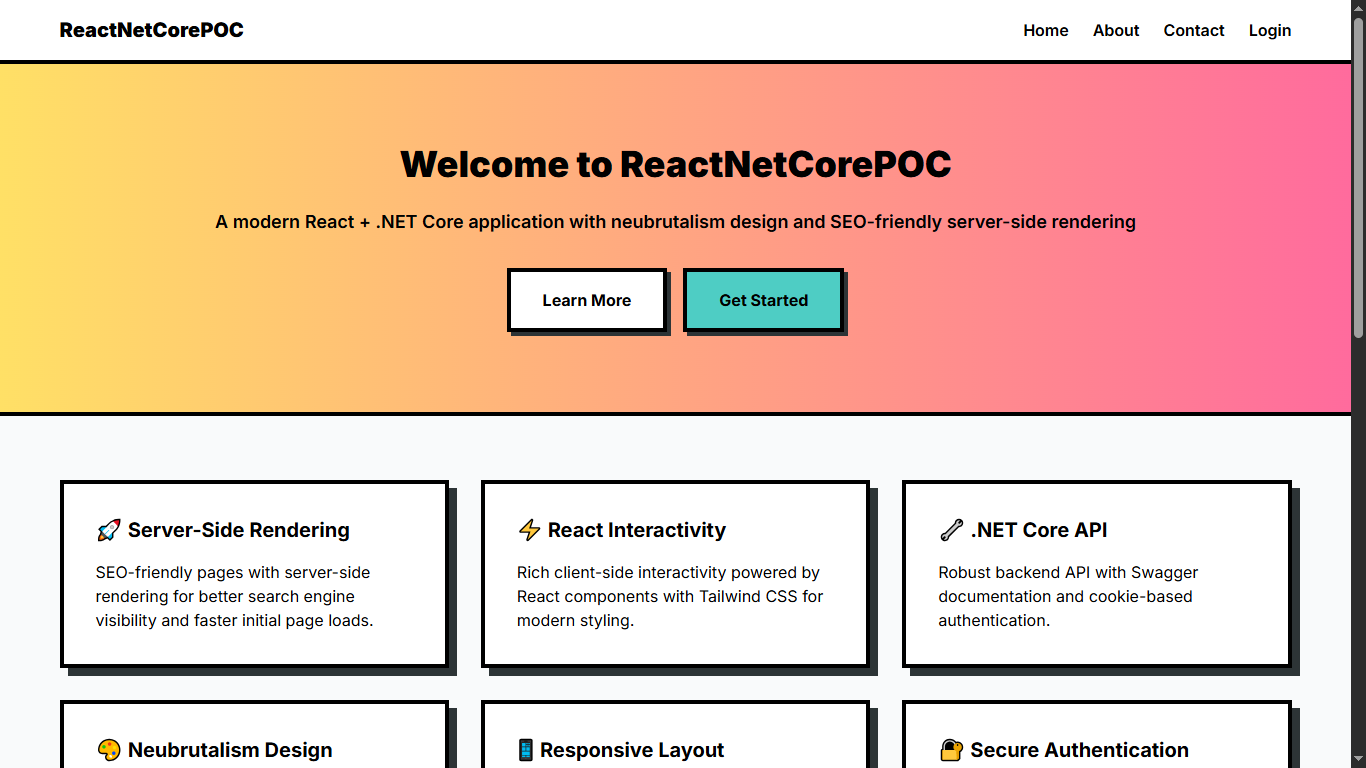 ReactNetCorePOC
Home About Contact Login
Welcome to ReactNetCorePOC
A modern React + .NET Core application with neubrutalism design and SEO-friendly server-side rendering
Learn More
Get Started
🚀 Server-Side Rendering
SEO-friendly pages with server-side
rendering for better search engine
visibility and faster initial page loads.
⚡ React Interactivity
Rich client-side interactivity powered by
React components with Tailwind CSS for
modern styling.
🔧 .NET Core API
Robust backend API with Swagger
documentation and cookie-based
authentication.
🎨 Neubrutalism Design
📱 Responsive Layout
🔐 Secure Authentication